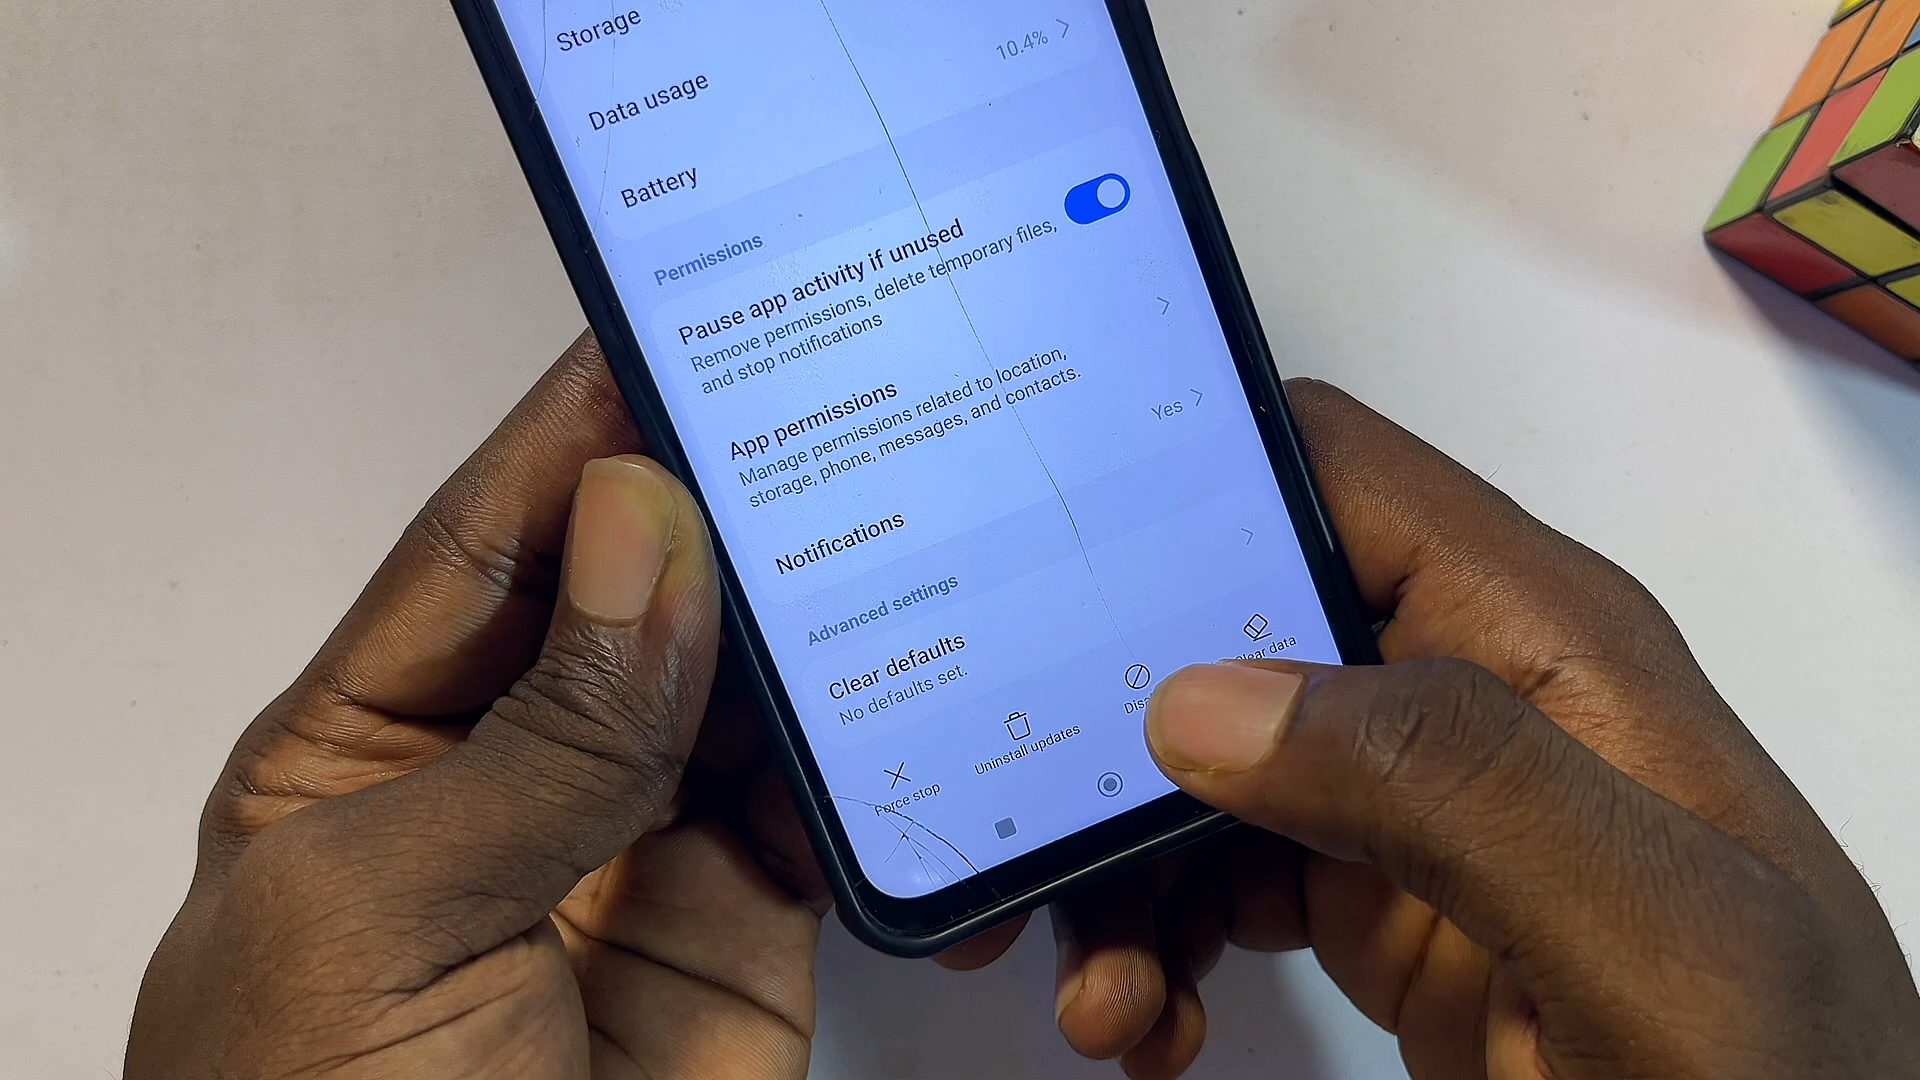 Storage
Data usage
Battery
10.4%
Permissions
Pause app activity if unused
Remove permissions, delete temporary files,
and stop notifications
App permissions
Manage permissions related to location,
storage, phone, messages, and contacts.
Notifications
Yes
Advanced settings
Clear defaults
No defaults set.
Force stop
Uninstall updates
Clear data